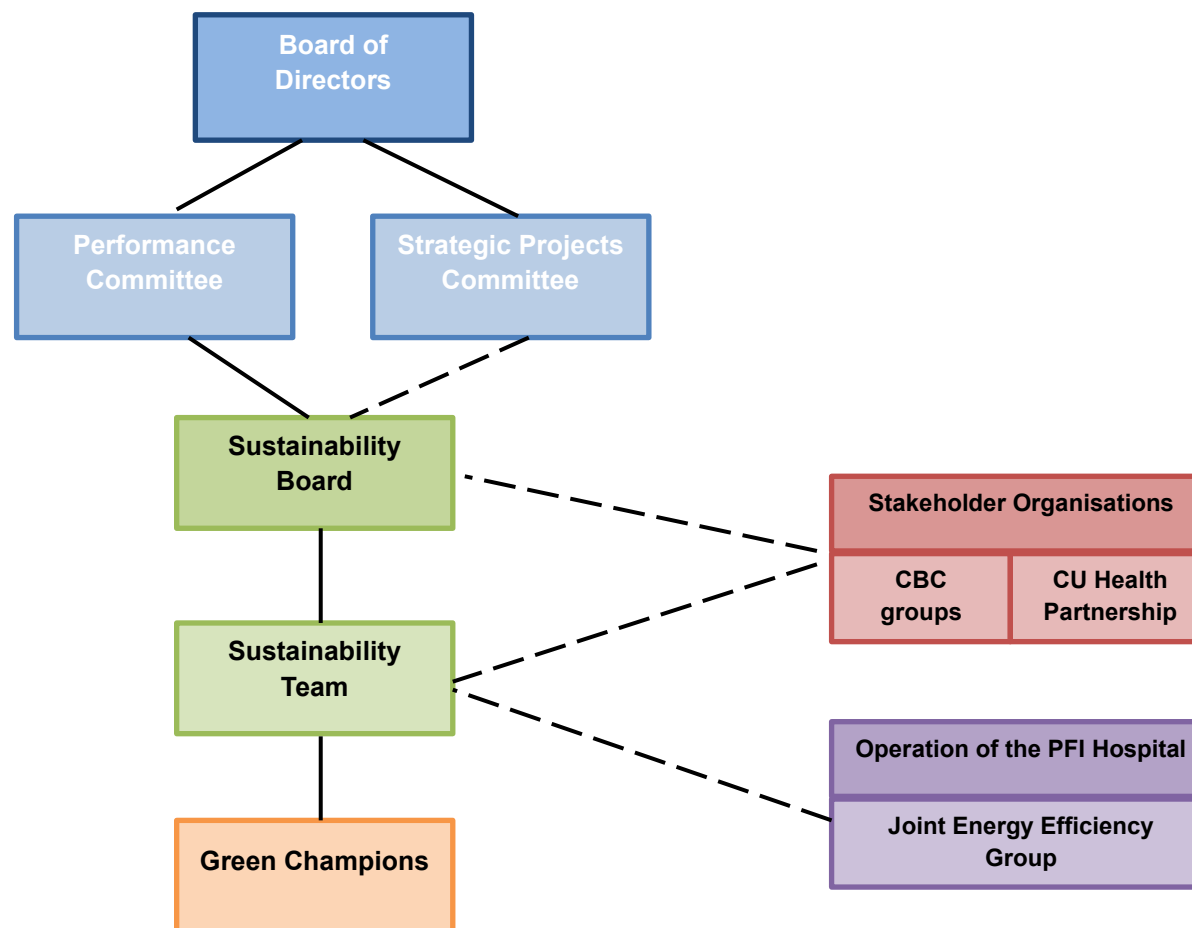 Board of
Directors
Performance
Committee
Strategic Projects
Committee
Sustainability
Board
Stakeholder Organisations
CBC
groups
CU Health
Partnership
Sustainability
Team
Operation of the PFI Hospital
Joint Energy Efficiency
Group
Green Champions